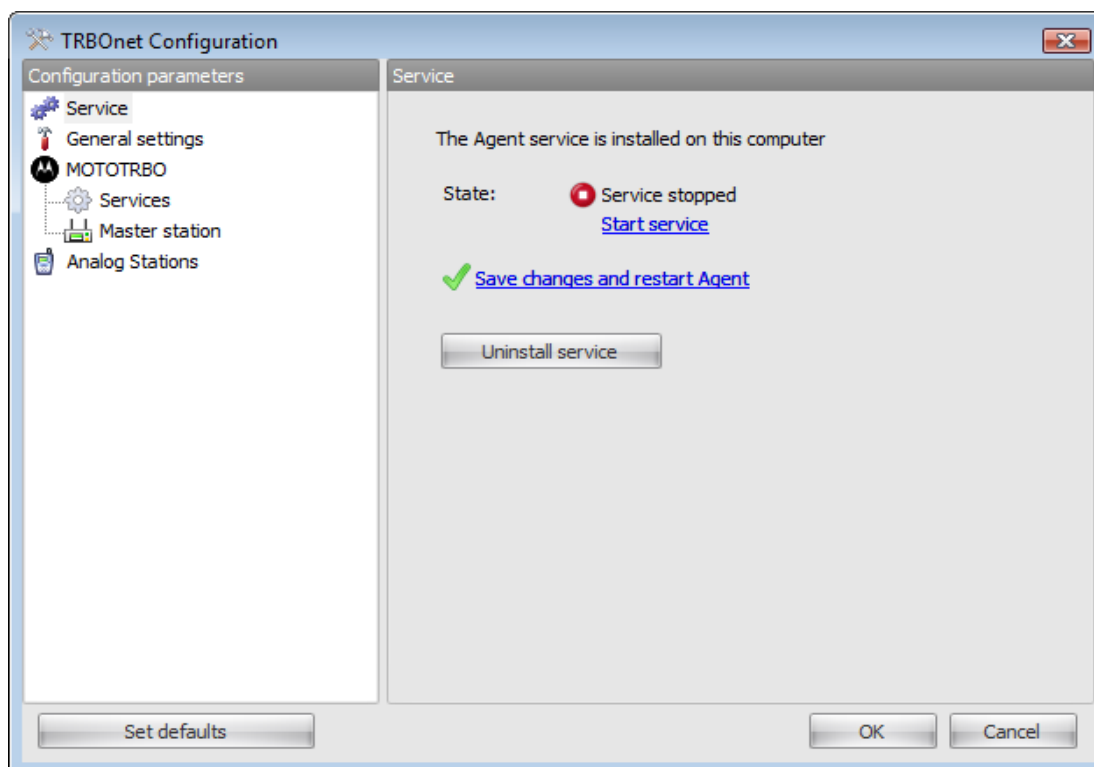 TRBOnet Configuration
Configuration parameters
Service
General settings
MOTOTRBO
Services
Master station
Analog Stations
Service
The Agent service is installed on this computer
State: Service stopped
Start service
Save changes and restart Agent
Uninstall service
Set defaults
OK
Cancel